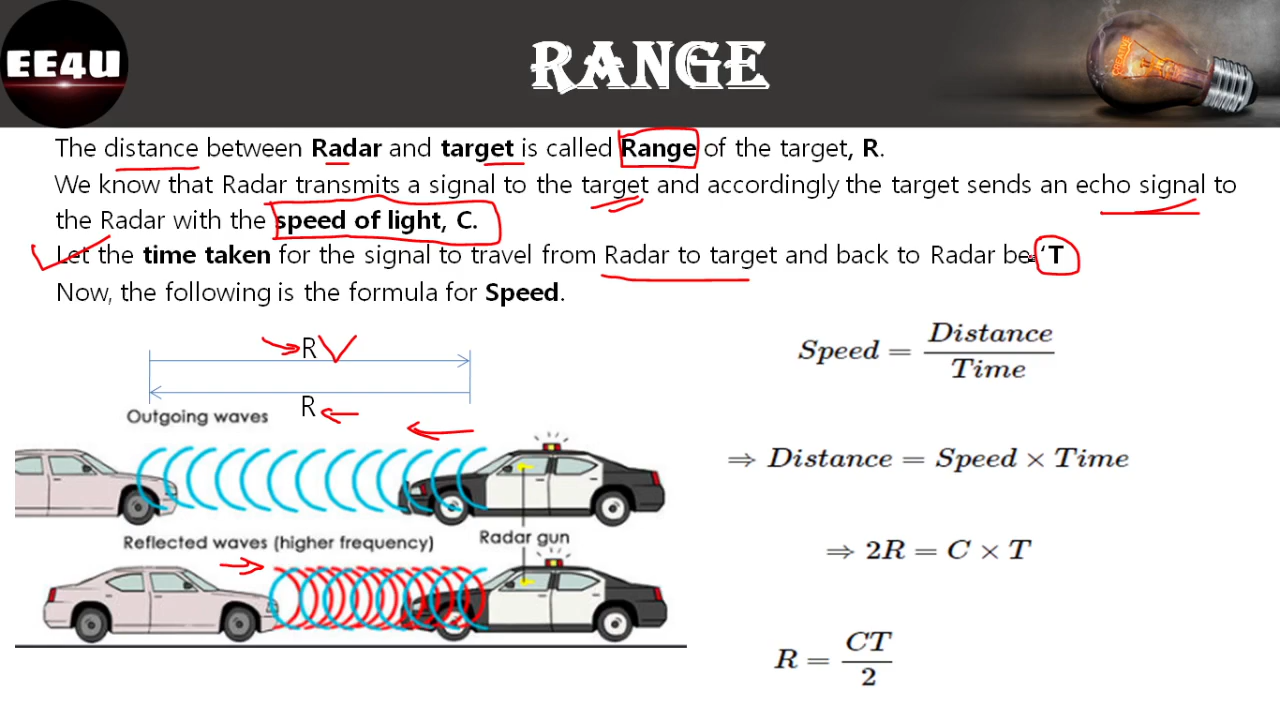 EE4U
RANGE
CREATIVE
The distance between Radar and target is called Range of the target, R.
We know that Radar transmits a signal to the target and accordingly the target sends an echo signal to
the Radar with the speed of light, C.
Let the time taken for the signal to travel from Radar to target and back to Radar be ‘T
Now, the following is the formula for Speed.
R
R
Outgoing waves
Reflected waves (higher frequency)
Radar gun
Speed = Distance / Time
⇒ Distance = Speed × Time
⇒ 2R = C × T
R = CT / 2